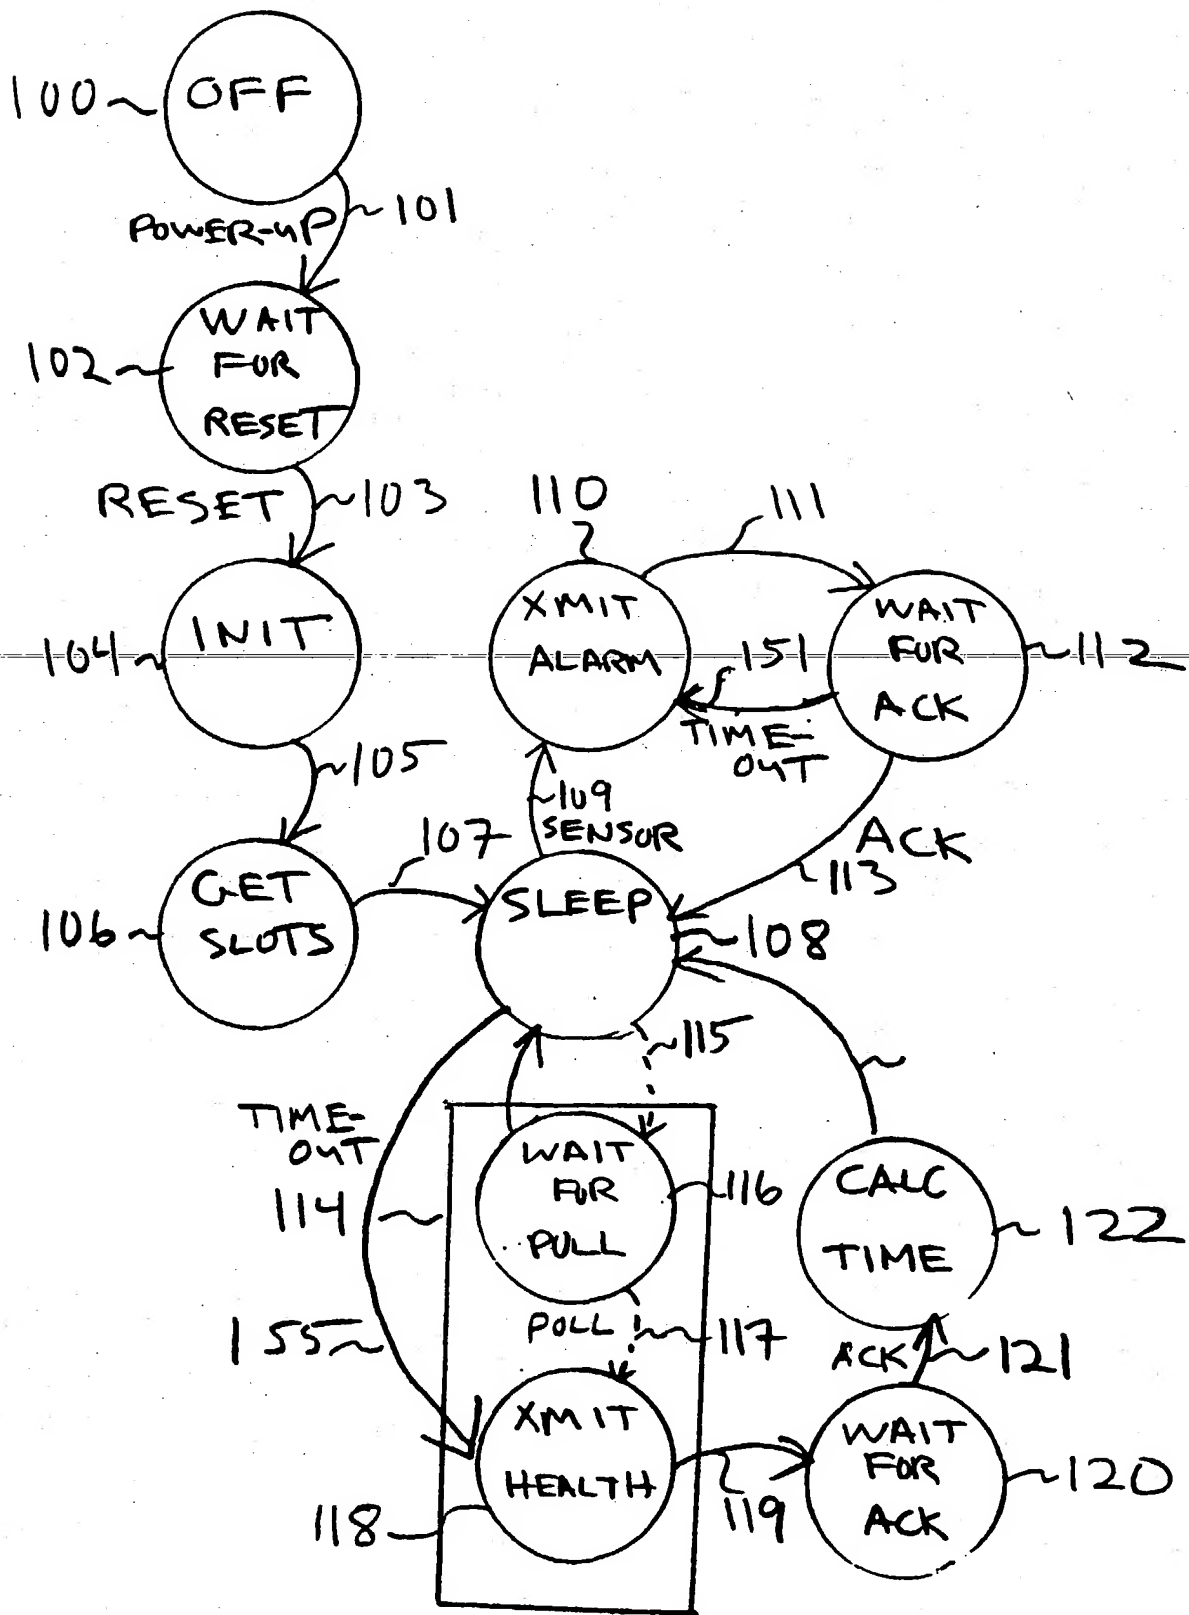 100
OFF
POWER-UP
101
102
WAIT
FOR
RESET
RESET
103
104
INIT
105
106
GET
SLOTS
107
110
XMIT
ALARM
111
WAIT
FOR
ACK
112
151
TIME-
OUT
109
SENSOR
ACK
113
SLEEP
108
115
TIME-
OUT
114
WAIT
FOR
PULL
116
155
POLL
117
XMIT
HEALTH
118
119
WAIT
FOR
ACK
120
ACK
121
CALC
TIME
122